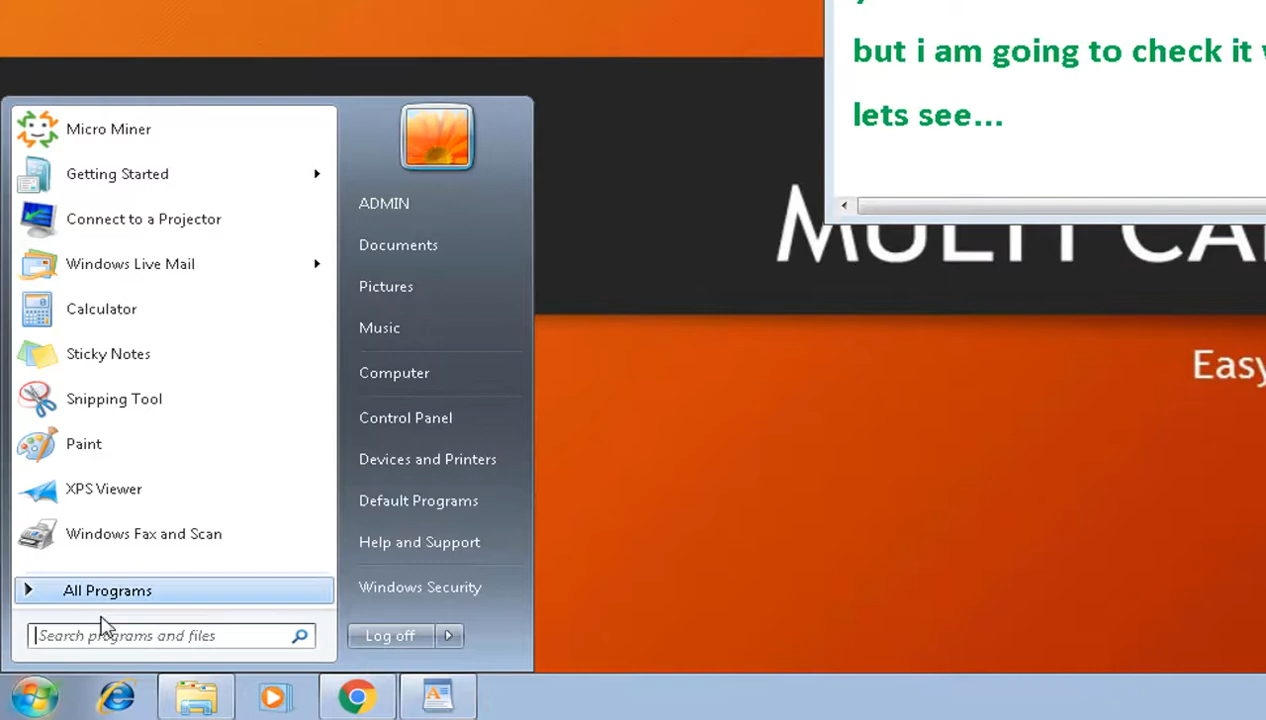 but i am going to check it
lets see...
MULTI CA
Easy
Micro Miner
Getting Started
Connect to a Projector
Windows Live Mail
Calculator
Sticky Notes
Snipping Tool
Paint
XPS Viewer
Windows Fax and Scan
All Programs
Search programs and files
ADMIN
Documents
Pictures
Music
Computer
Control Panel
Devices and Printers
Default Programs
Help and Support
Windows Security
Log off